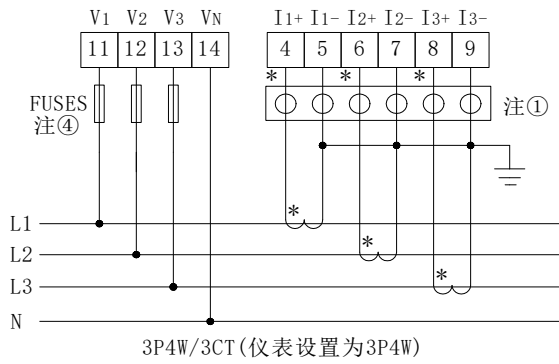 V1 V2 V3 VN I1+ I1- I2+ I2- I3+ I3-
11 12 13 14 4 5 6 7 8 9
* * *
FUSES
注④
注①
L1 *
L2 *
L3 *
N
3P4W/3CT(仪表设置为3P4W)